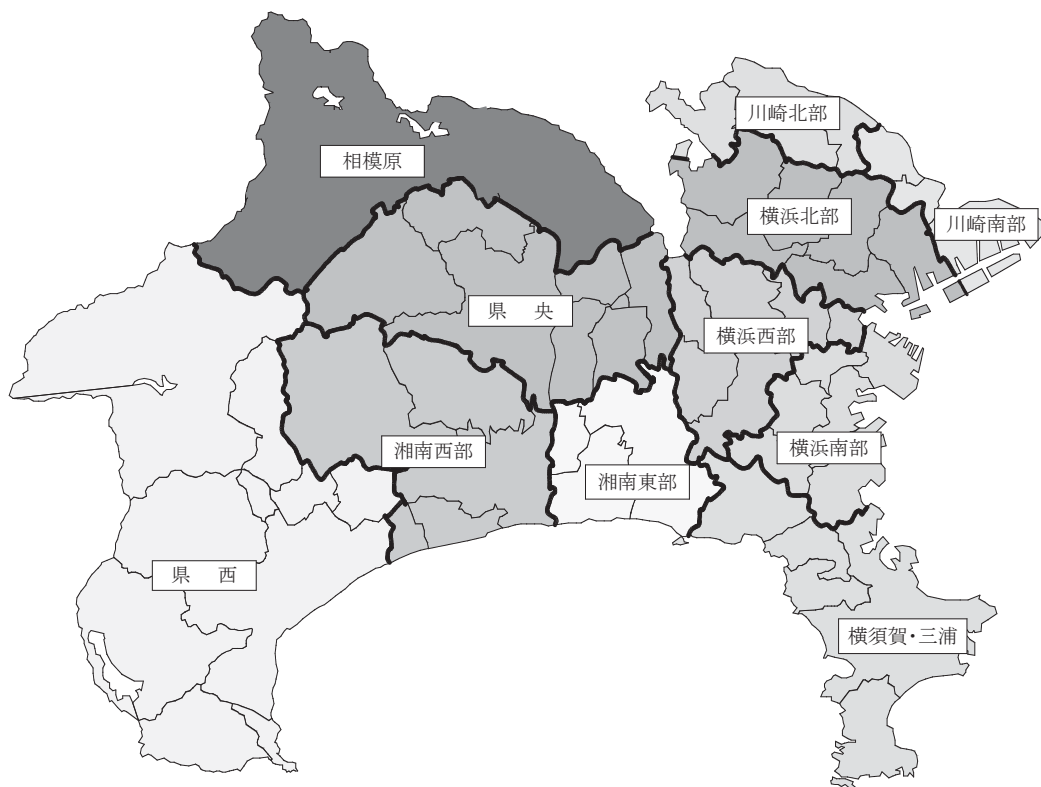 川崎北部
相模原
横浜北部
川崎南部
県　央
横浜西部
横浜南部
湘南西部
湘南東部
県　西
横須賀・三浦